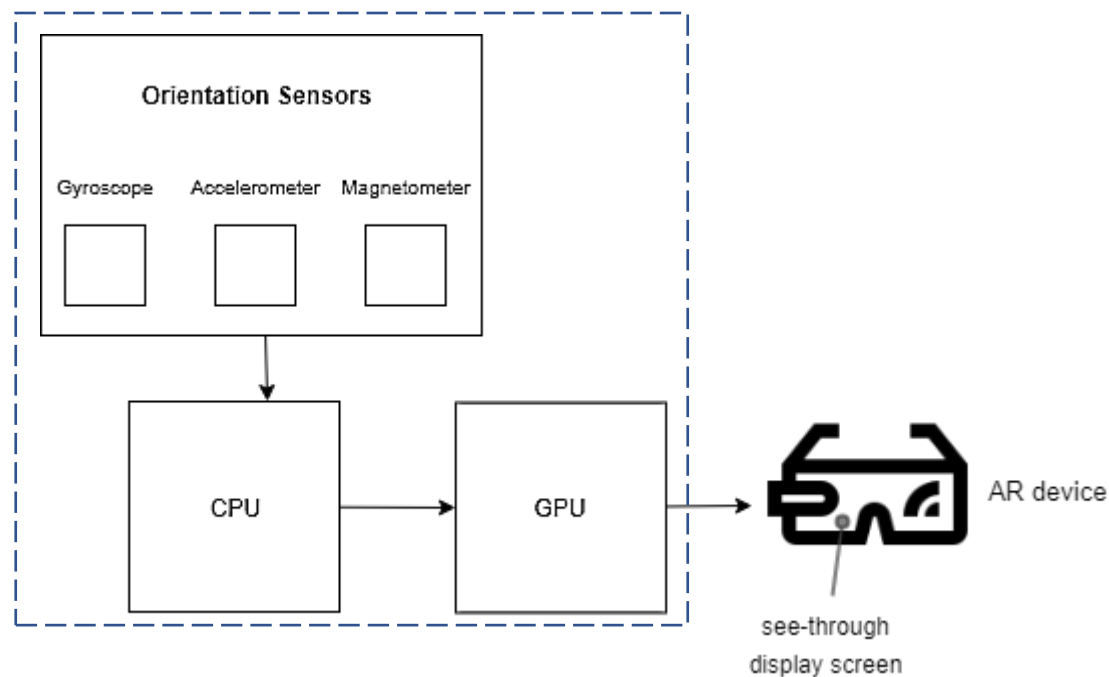 Orientation Sensors
Gyroscope Accelerometer Magnetometer
CPU
GPU
AR device
see-through
display screen